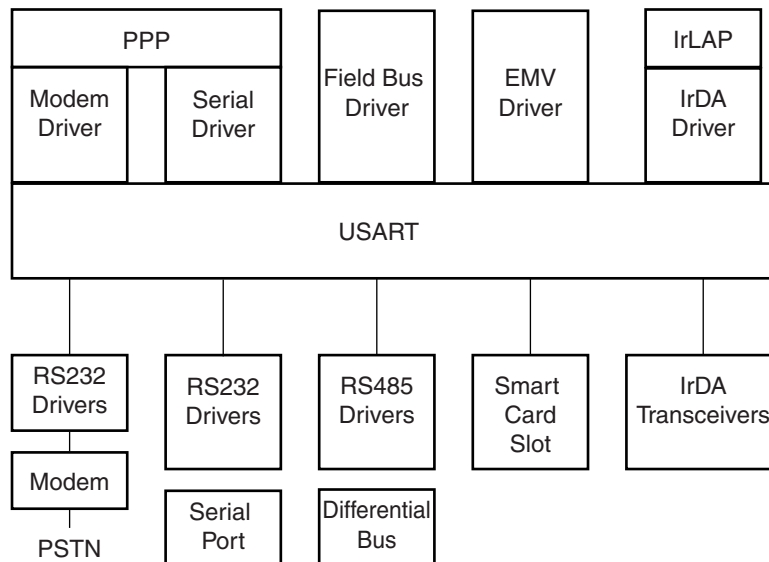 PPP
IrLAP
Modem
Driver
Serial
Driver
Field Bus
Driver
EMV
Driver
IrDA
Driver
USART
RS232
Drivers
RS232
Drivers
RS485
Drivers
Smart
Card
Slot
IrDA
Transceivers
Modem
PSTN
Serial
Port
Differential
Bus